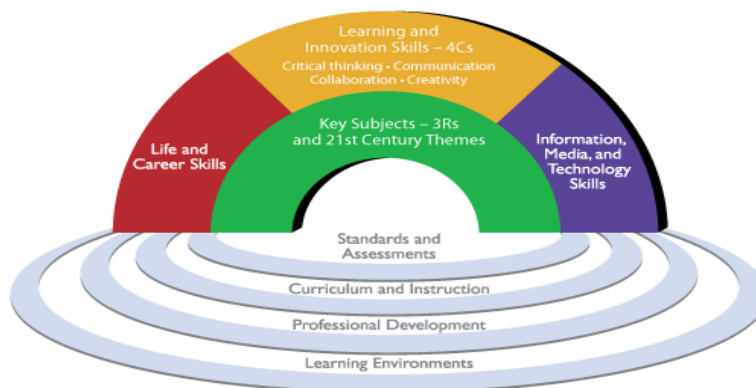 Learning and
Innovation Skills – 4Cs
Critical thinking • Communication
Collaboration • Creativity
Key Subjects – 3Rs
and 21st Century Themes
Life and
Career Skills
Information,
Media, and
Technology
Skills
Standards and
Assessments
Curriculum and Instruction
Professional Development
Learning Environments